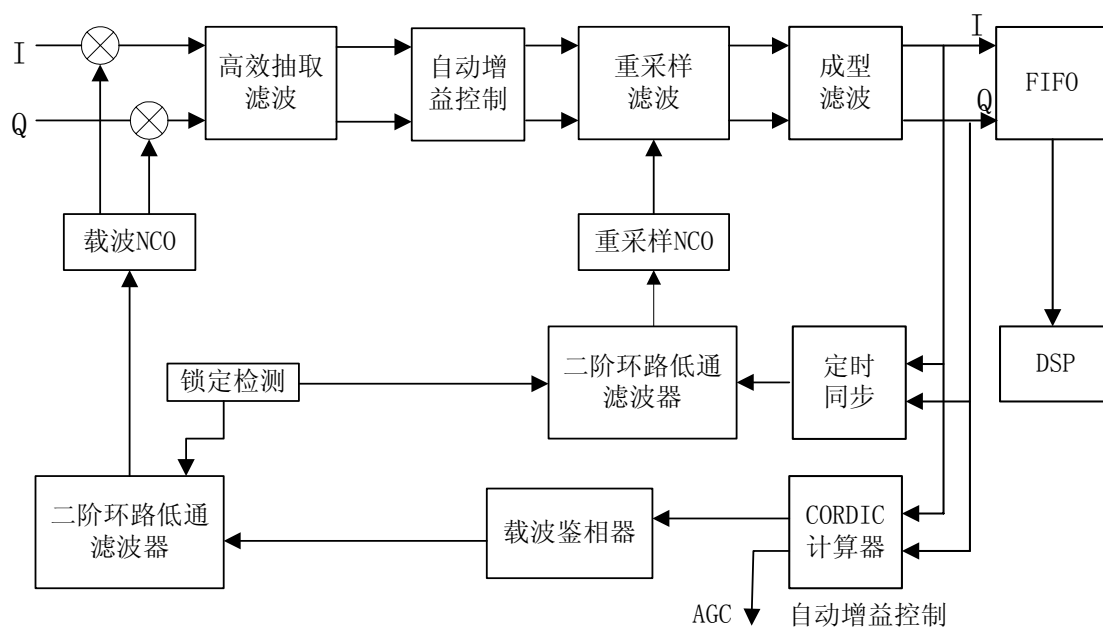 I
Q
高效抽取
滤波
自动增
益控制
重采样
滤波
成型
滤波
I
Q
FIFO
载波NCO
重采样NCO
锁定检测
二阶环路低通
滤波器
定时
同步
DSP
二阶环路低通
滤波器
载波鉴相器
CORDIC
计算器
AGC
自动增益控制